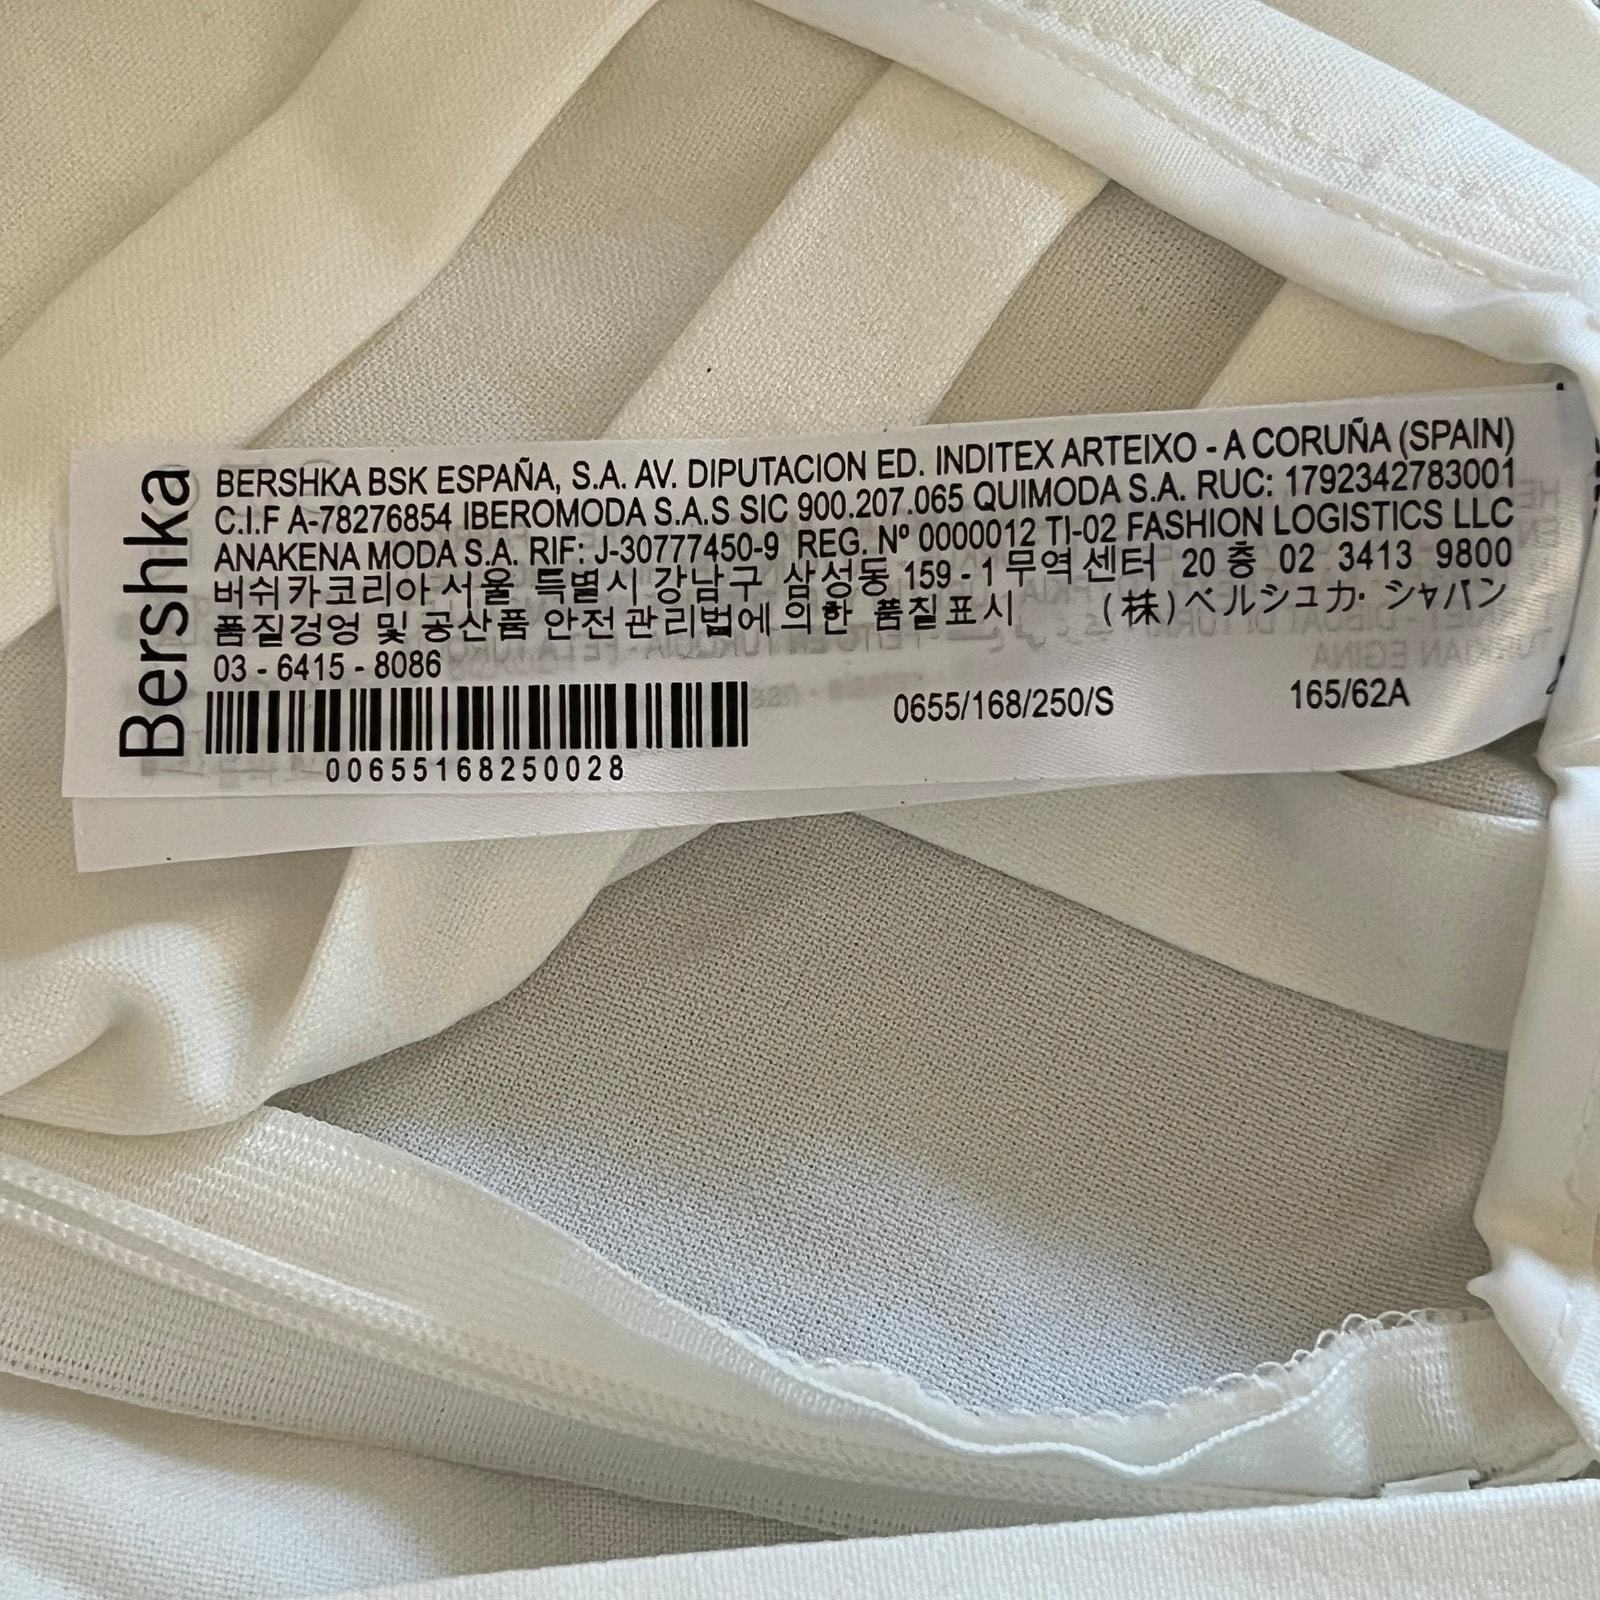 Bershka
BERSHKA BSK ESPAÑA, S.A. AV. DIPUTACION ED. INDITEX ARTEIXO - A CORUÑA (SPAIN)
C.I.F A-78276854 IBEROMODA S.A.S SIC 900.207.065 QUIMODA S.A. RUC: 1792342783001
ANAKENA MODA S.A. RIF: J-30777450-9 REG. Nº 0000012 TI-02 FASHION LOGISTICS LLC
버쉬카코리아 서울 특별시 강남구 삼성동 159 - 1 무역센터 20 층 02 3413 9800
품질겅엉 및 공산품 안전관리법에 의한 품질표시 (株)ベルシュカ・ジャパン
03 - 6415 - 8086
0655/168/250/S 165/62A
00655168250028